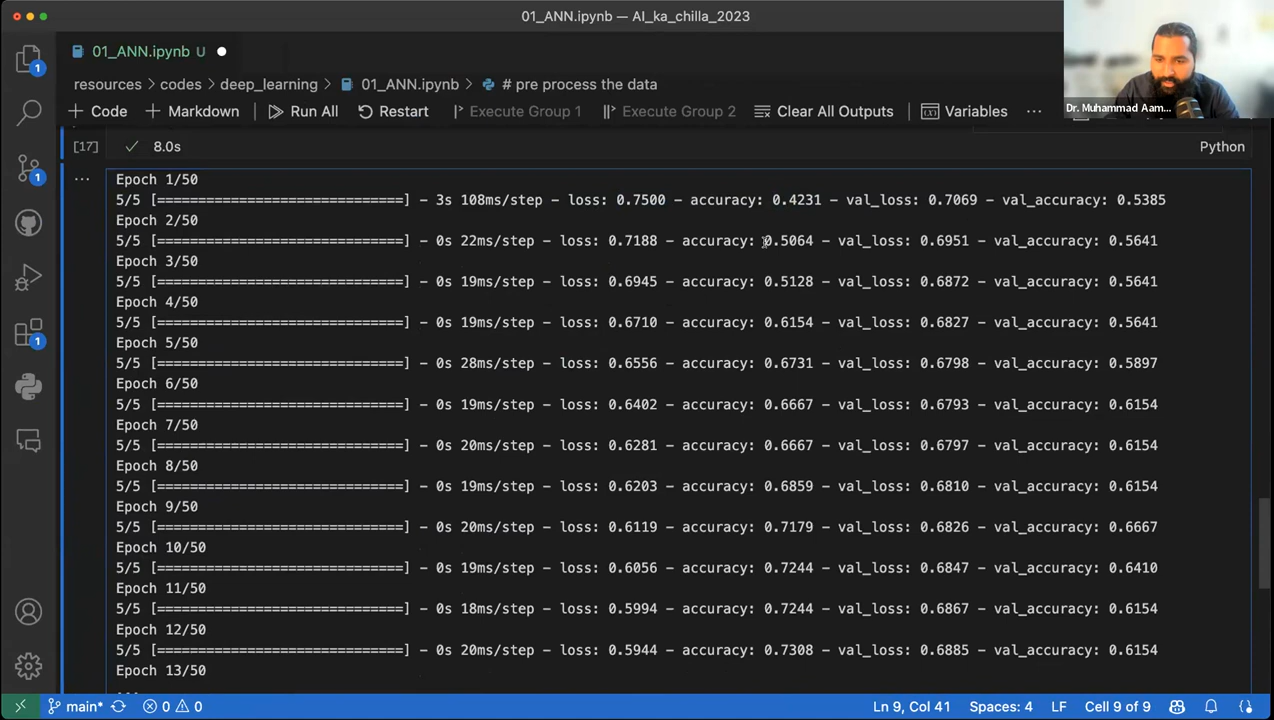 01_ANN.ipynb — AI_ka_chilla_2023
01_ANN.ipynb U
resources > codes > deep_learning > 01_ANN.ipynb > # pre process the data
+ Code + Markdown Run All Restart Execute Group 1 Execute Group 2 Clear All Outputs Variables ...
Dr. Muhammad Aam...
1
1
1
[17] ✓ 8.0s Python
...
Epoch 1/50
5/5 [==============================] - 3s 108ms/step - loss: 0.7500 - accuracy: 0.4231 - val_loss: 0.7069 - val_accuracy: 0.5385
Epoch 2/50
5/5 [==============================] - 0s 22ms/step - loss: 0.7188 - accuracy: 0.5064 - val_loss: 0.6951 - val_accuracy: 0.5641
Epoch 3/50
5/5 [==============================] - 0s 19ms/step - loss: 0.6945 - accuracy: 0.5128 - val_loss: 0.6872 - val_accuracy: 0.5641
Epoch 4/50
5/5 [==============================] - 0s 19ms/step - loss: 0.6710 - accuracy: 0.6154 - val_loss: 0.6827 - val_accuracy: 0.5641
Epoch 5/50
5/5 [==============================] - 0s 28ms/step - loss: 0.6556 - accuracy: 0.6731 - val_loss: 0.6798 - val_accuracy: 0.5897
Epoch 6/50
5/5 [==============================] - 0s 19ms/step - loss: 0.6402 - accuracy: 0.6667 - val_loss: 0.6793 - val_accuracy: 0.6154
Epoch 7/50
5/5 [==============================] - 0s 20ms/step - loss: 0.6281 - accuracy: 0.6667 - val_loss: 0.6797 - val_accuracy: 0.6154
Epoch 8/50
5/5 [==============================] - 0s 19ms/step - loss: 0.6203 - accuracy: 0.6859 - val_loss: 0.6810 - val_accuracy: 0.6154
Epoch 9/50
5/5 [==============================] - 0s 20ms/step - loss: 0.6119 - accuracy: 0.7179 - val_loss: 0.6826 - val_accuracy: 0.6667
Epoch 10/50
5/5 [==============================] - 0s 19ms/step - loss: 0.6056 - accuracy: 0.7244 - val_loss: 0.6847 - val_accuracy: 0.6410
Epoch 11/50
5/5 [==============================] - 0s 18ms/step - loss: 0.5994 - accuracy: 0.7244 - val_loss: 0.6867 - val_accuracy: 0.6154
Epoch 12/50
5/5 [==============================] - 0s 20ms/step - loss: 0.5944 - accuracy: 0.7308 - val_loss: 0.6885 - val_accuracy: 0.6154
Epoch 13/50
...
main* 0 0 Ln 9, Col 41 Spaces: 4 LF Cell 9 of 9